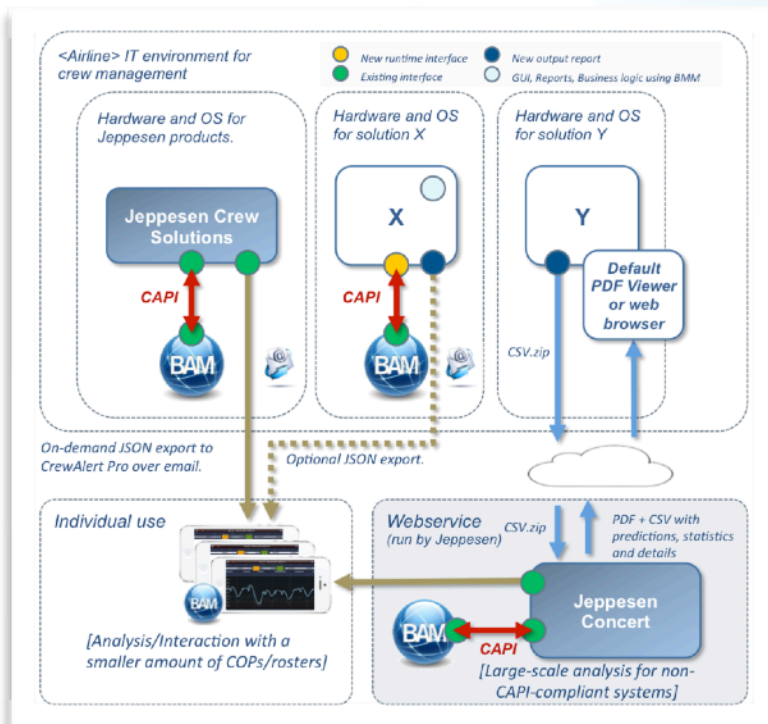 <Airline> IT environment for
crew management
New runtime interface
New output report
Existing interface
GUI, Reports, Business logic using BMM
Hardware and OS for
Jeppesen products.
Hardware and OS
for solution X
Hardware and OS
for solution Y
Jeppesen Crew
Solutions
X
Y
Default
PDF Viewer
or web
browser
CAPI
CAPI
BAM
BAM
@
@
CSV.zip
On-demand JSON export to
CrewAlert Pro over email.
Optional JSON export.
Individual use
BAM
[Analysis/Interaction with a
smaller amount of COPs/rosters]
Webservice
(run by Jeppesen)
CSV.zip
PDF + CSV with
predictions, statistics
and details
Jeppesen
Concert
BAM
CAPI
[Large-scale analysis for non-
CAPI-compliant systems]